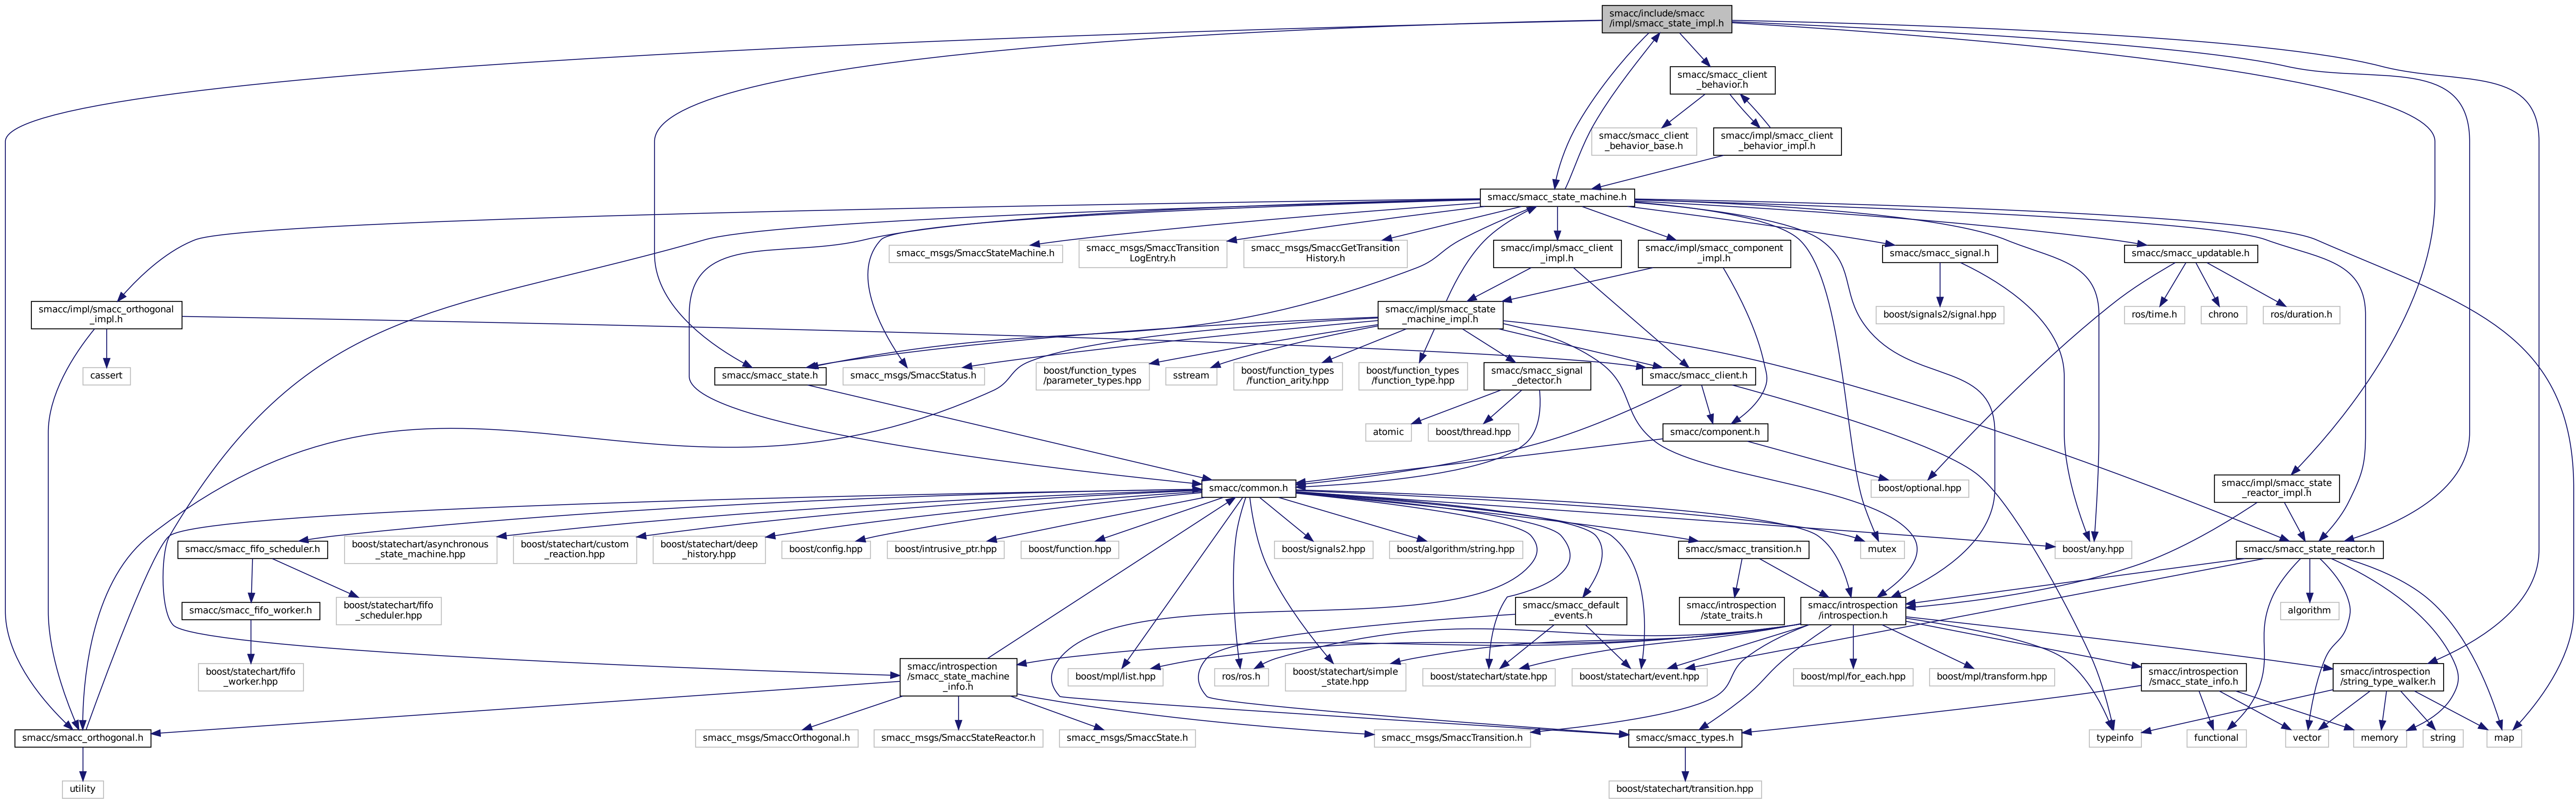 smacc/include/smacc
/impl/smacc_state_impl.h
smacc/smacc_client
_behavior.h
smacc/smacc_client
_behavior_base.h
smacc/impl/smacc_client
_behavior_impl.h
smacc/smacc_state_machine.h
smacc_msgs/SmaccStateMachine.h
smacc_msgs/SmaccTransition
LogEntry.h
smacc_msgs/SmaccGetTransition
History.h
smacc/impl/smacc_client
_impl.h
smacc/impl/smacc_component
_impl.h
smacc/smacc_signal.h
smacc/smacc_updatable.h
smacc/impl/smacc_orthogonal
_impl.h
smacc/impl/smacc_state
_machine_impl.h
boost/signals2/signal.hpp
ros/time.h
chrono
ros/duration.h
cassert
smacc/smacc_state.h
smacc_msgs/SmaccStatus.h
boost/function_types
/parameter_types.hpp
sstream
boost/function_types
/function_arity.hpp
boost/function_types
/function_type.hpp
smacc/smacc_signal
_detector.h
smacc/smacc_client.h
atomic
boost/thread.hpp
smacc/component.h
smacc/common.h
boost/optional.hpp
smacc/impl/smacc_state
_reactor_impl.h
smacc/smacc_fifo_scheduler.h
boost/statechart/asynchronous
_state_machine.hpp
boost/statechart/custom
_reaction.hpp
boost/statechart/deep
_history.hpp
boost/config.hpp
boost/intrusive_ptr.hpp
boost/function.hpp
boost/signals2.hpp
boost/algorithm/string.hpp
smacc/smacc_transition.h
mutex
boost/any.hpp
smacc/smacc_state_reactor.h
smacc/smacc_fifo_worker.h
boost/statechart/fifo
_scheduler.hpp
smacc/smacc_default
_events.h
smacc/introspection
/state_traits.h
smacc/introspection
/introspection.h
algorithm
boost/statechart/fifo
_worker.hpp
smacc/introspection
/smacc_state_machine
_info.h
boost/mpl/list.hpp
ros/ros.h
boost/statechart/simple
_state.hpp
boost/statechart/state.hpp
boost/statechart/event.hpp
boost/mpl/for_each.hpp
boost/mpl/transform.hpp
smacc/introspection
/smacc_state_info.h
smacc/introspection
/string_type_walker.h
smacc/smacc_orthogonal.h
smacc_msgs/SmaccOrthogonal.h
smacc_msgs/SmaccStateReactor.h
smacc_msgs/SmaccState.h
smacc_msgs/SmaccTransition.h
smacc/smacc_types.h
typeinfo
functional
vector
memory
string
map
utility
boost/statechart/transition.hpp